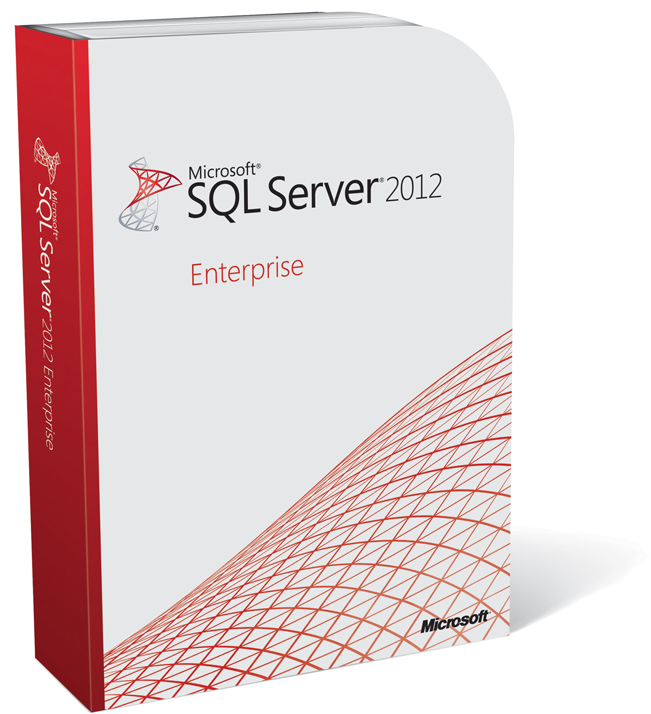 Microsoft®
SQL Server® 2012
®
Enterprise
Microsoft®
SQL Server® 2012 Enterprise
Microsoft